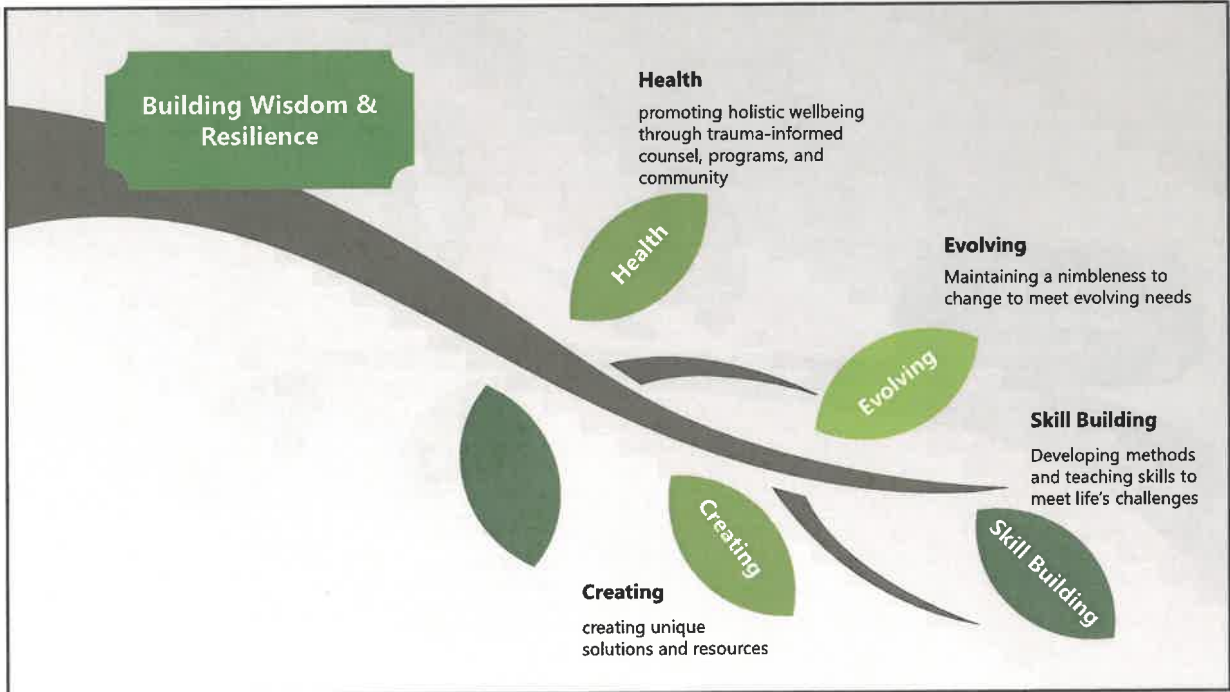 Building Wisdom &
Resilience
Health
promoting holistic wellbeing
through trauma-informed
counsel, programs, and
community
Health
Evolving
Maintaining a nimbleness to
change to meet evolving needs
Evolving
Skill Building
Developing methods
and teaching skills to
meet life's challenges
Skill Building
Creating
Creating
creating unique
solutions and resources